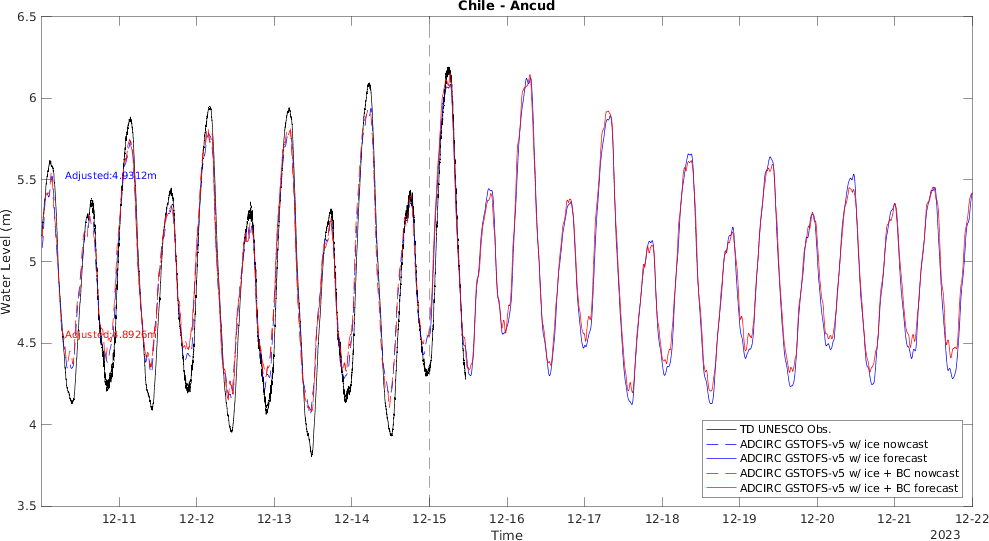 Chile - Ancud
6.5
6
5.5
5
4.5
4
3.5
Water Level (m)
Adjusted:4.9312m
Adjusted:4.8926m
TD UNESCO Obs.
ADCIRC GSTOFS-v5 w/ ice nowcast
ADCIRC GSTOFS-v5 w/ ice forecast
ADCIRC GSTOFS-v5 w/ ice + BC nowcast
ADCIRC GSTOFS-v5 w/ ice + BC forecast
12-11 12-12 12-13 12-14 12-15 12-16 12-17 12-18 12-19 12-20 12-21 12-22
Time
2023